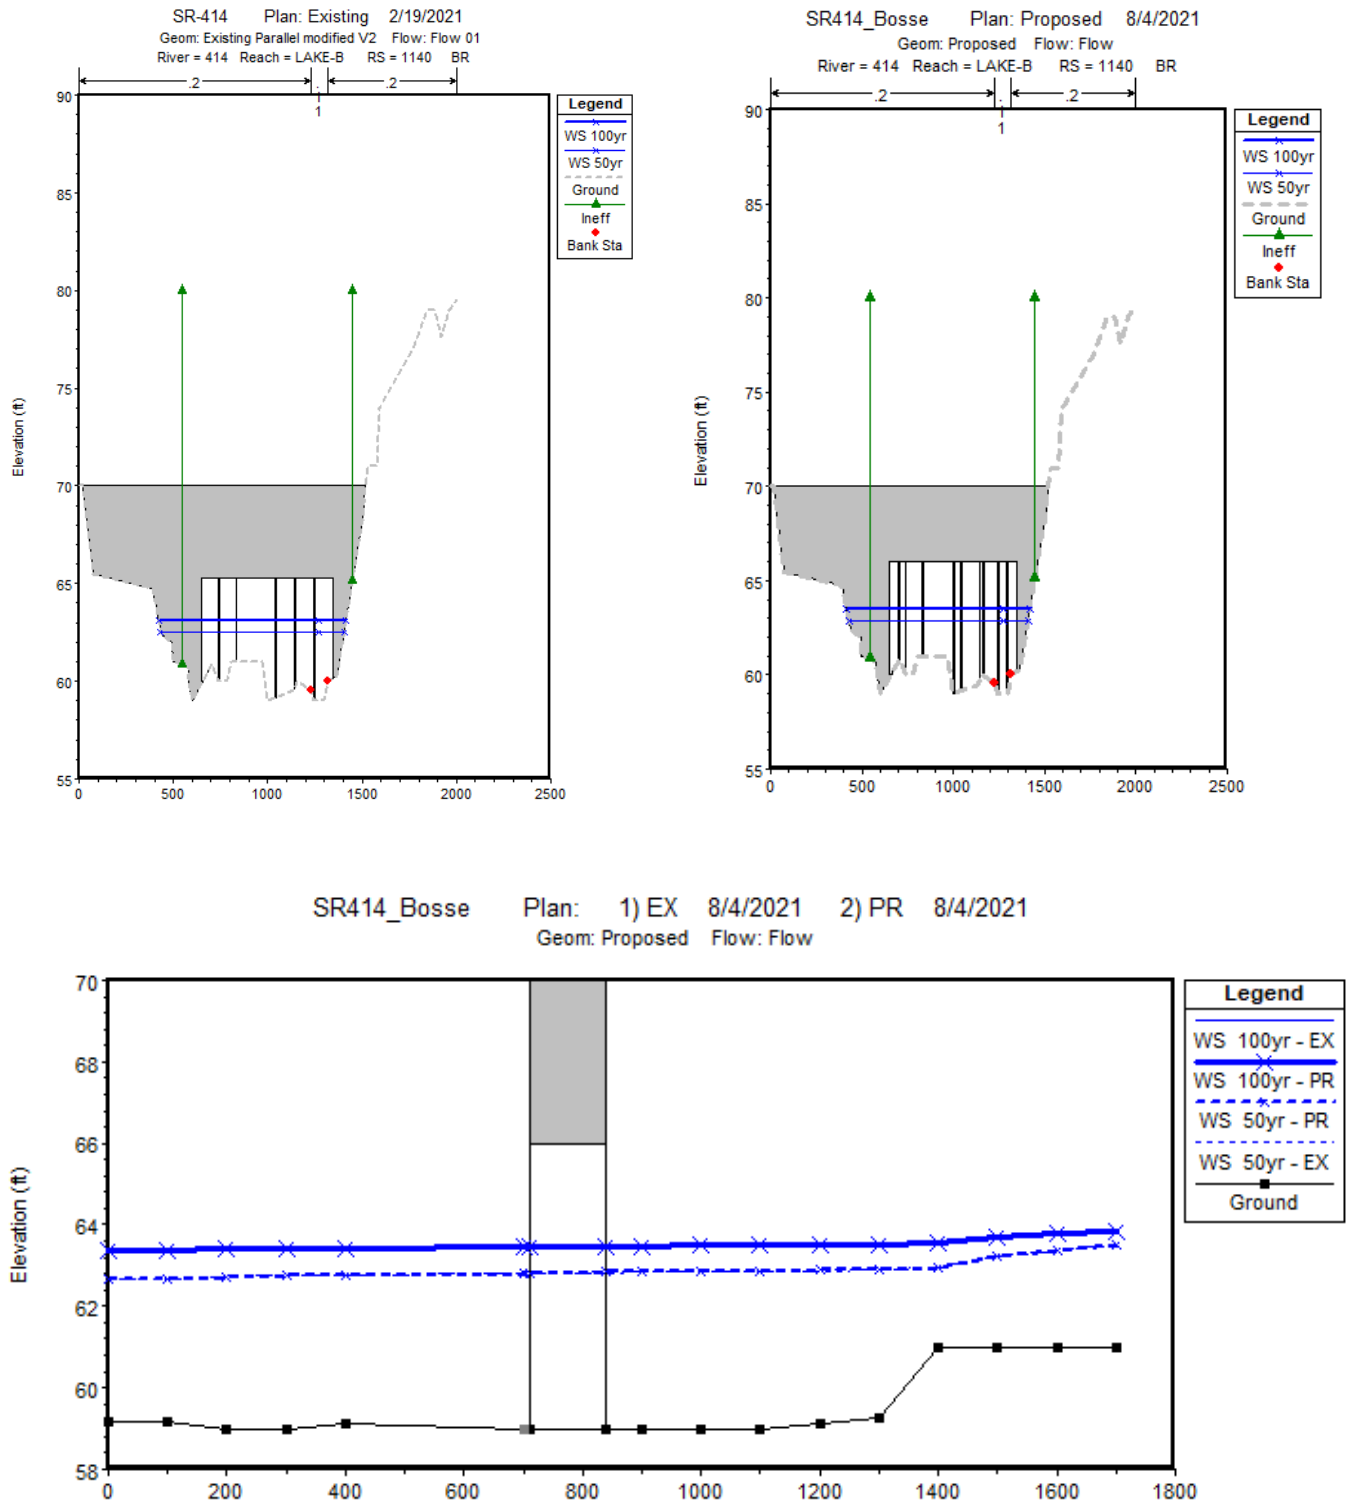 SR-414 Plan: Existing 2/19/2021
Geom: Existing Parallel modified V2 Flow: Flow 01
River = 414 Reach = LAKE-B RS = 1140 BR
.2 . .2
1
90
85
80
75
70
65
60
55
Elevation (ft)
0 500 1000 1500 2000 2500
Legend
WS 100yr
WS 50yr
Ground
Ineff
Bank Sta
SR414_Bosse Plan: Proposed 8/4/2021
Geom: Proposed Flow: Flow
River = 414 Reach = LAKE-B RS = 1140 BR
.2 . .2
1
90
85
80
75
70
65
60
55
Elevation (ft)
0 500 1000 1500 2000 2500
Legend
WS 100yr
WS 50yr
Ground
Ineff
Bank Sta
SR414_Bosse Plan: 1) EX 8/4/2021 2) PR 8/4/2021
Geom: Proposed Flow: Flow
70
68
66
64
62
60
58
Elevation (ft)
0 200 400 600 800 1000 1200 1400 1600 1800
Legend
WS 100yr - EX
WS 100yr - PR
WS 50yr - PR
WS 50yr - EX
Ground